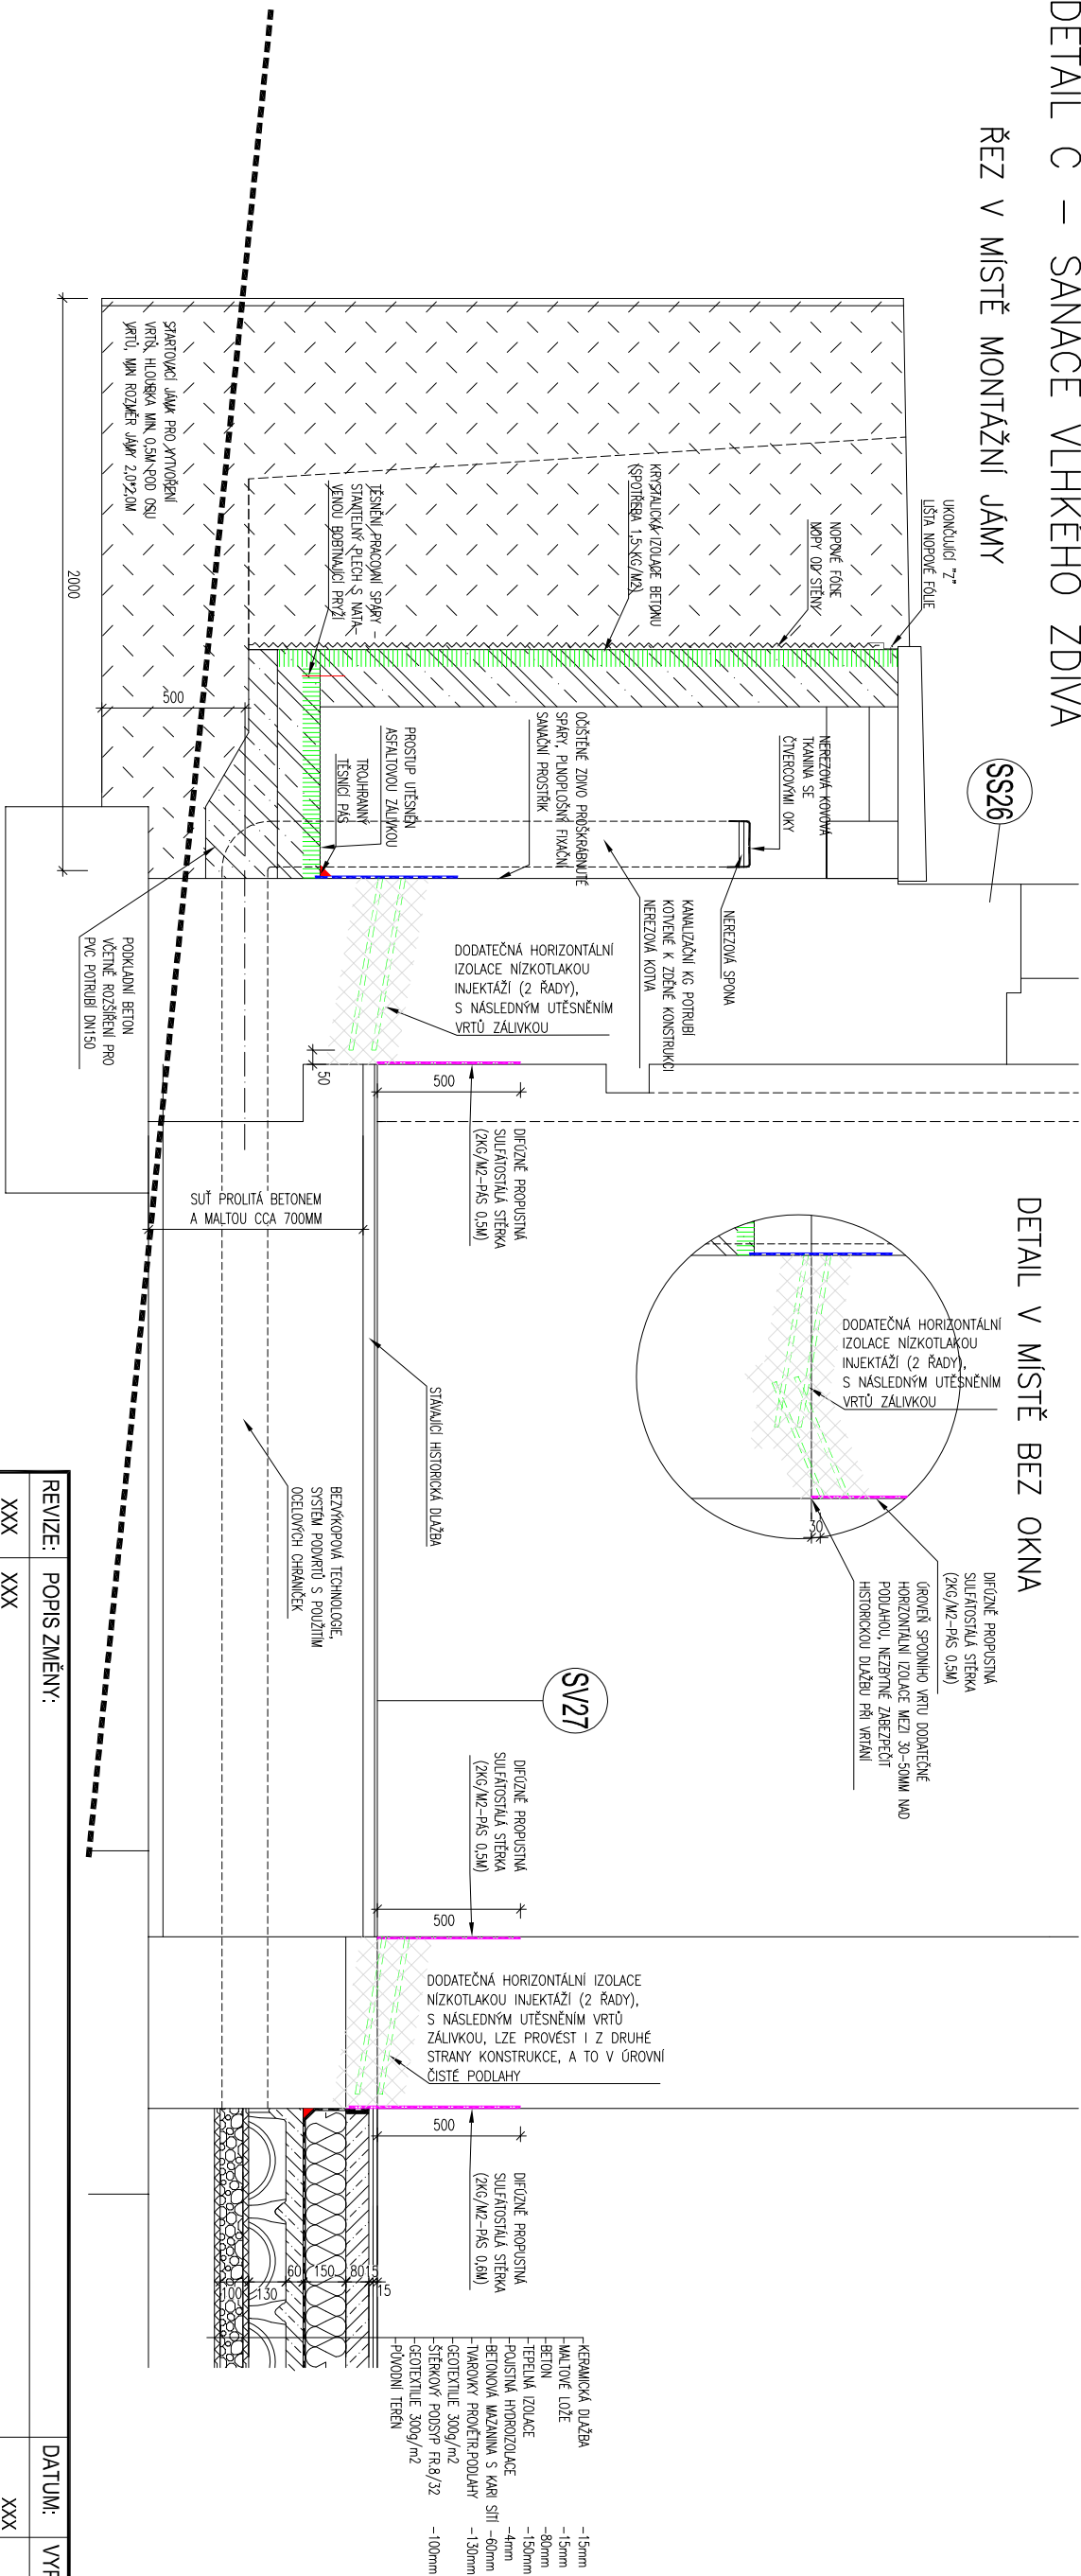 DETAIL C - SANACE VLHKÉHO ZDIVA
ŘEZ V MÍSTĚ MONTÁŽNÍ JÁMY
SS26
UKONČUJÍCÍ "Z"
LIŠTA NOPOVÉ FÓLIE
NOPOVÉ FÓLIE
NOPY OD STĚNY
KRYSTALICKÁ IZOLACE BETONU
(SPOTŘEBA 1,5 KG/M2)
TĚSNĚNÍ PRACOVNÍ SPÁRY -
STAVITELNÝ PLECH S NATA-
VENOU BOBTNAJÍCÍ PRYŽÍ
STARTOVACÍ JÁMA PRO VYTVOŘENÍ
VRTŮ, HLOUBKA MIN. 0,5M POD OSU
VRTŮ, MIN ROZMĚR JÁMY 2,0*2,0M
2000
500
NEREZOVÁ KOVOVÁ
TKANINA SE
ČTVERCOVÝMI OKY
OČIŠTĚNÉ ZDIVO PROŠKRÁBNUTÉ
SPÁRY, PLNOPLOŠNÝ FIXAČNÍ
SANAČNÍ PROSTŘIK
PROSTUP UTĚSNĚN
ASFALTOVOU ZÁLIVKOU
TROJHRANNÝ
TĚSNÍCÍ PÁS
NEREZOVÁ SPONA
KANALIZAČNÍ KG POTRUBÍ
KOTVENÉ K ZDĚNÉ KONSTRUKCI
NEREZOVÁ KOTVA
DODATEČNÁ HORIZONTÁLNÍ
IZOLACE NÍZKOTLAKOU
INJEKTÁŽÍ (2 ŘADY),
S NÁSLEDNÝM UTĚSNĚNÍM
VRTŮ ZÁLIVKOU
PODKLADNÍ BETON
VČETNĚ ROZŠÍŘENÍ PRO
PVC POTRUBÍ DN150
50
500
DIFÚZNĚ PROPUSTNÁ
SULFÁTOSTÁLÁ STĚRKA
(2KG/M2-PÁS 0,5M)
SUŤ PROLITÁ BETONEM
A MALTOU CCA 700MM
DETAIL V MÍSTĚ BEZ OKNA
DODATEČNÁ HORIZONTÁLNÍ
IZOLACE NÍZKOTLAKOU
INJEKTÁŽÍ (2 ŘADY),
S NÁSLEDNÝM UTĚSNĚNÍM
VRTŮ ZÁLIVKOU
30
DIFÚZNĚ PROPUSTNÁ
SULFÁTOSTÁLÁ STĚRKA
(2KG/M2-PÁS 0,5M)
ÚROVEŇ SPODNÍHO VRTU DODATEČNÉ
HORIZONTÁLNÍ IZOLACE MEZI 30-50MM NAD
PODLAHOU, NEZBYTNÉ ZABEZPEČIT
HISTORICKOU DLAŽBU PŘI VRTÁNÍ
STÁVAJÍCÍ HISTORICKÁ DLAŽBA
BEZVÝKOPOVÁ TECHNOLOGIE,
SYSTÉM PODVRTŮ S POUŽITÍM
OCELOVÝCH CHRÁNIČEK
SV27
DIFÚZNĚ PROPUSTNÁ
SULFÁTOSTÁLÁ STĚRKA
(2KG/M2-PÁS 0,5M)
500
DODATEČNÁ HORIZONTÁLNÍ IZOLACE
NÍZKOTLAKOU INJEKTÁŽÍ (2 ŘADY),
S NÁSLEDNÝM UTĚSNĚNÍM VRTŮ
ZÁLIVKOU, LZE PROVÉST I Z DRUHÉ
STRANY KONSTRUKCE, A TO V ÚROVNÍ
ČISTÉ PODLAHY
500
DIFÚZNĚ PROPUSTNÁ
SULFÁTOSTÁLÁ STĚRKA
(2KG/M2-PÁS 0,6M)
100
130
60
150
80
15
15
-KERAMICKÁ DLAŽBA -15mm
-MALTOVÉ LOŽE -15mm
-BETON -80mm
-TEPELNÁ IZOLACE -150mm
-POJISTNÁ HYDROIZOLACE -4mm
-BETONOVÁ MAZANINA S KARI SÍTÍ -60mm
-TVAROVKY PROVĚTR.PODLAHY -130mm
-GEOTEXTILIE 300g/m2
-ŠTĚRKOVÝ PODSYP FR.8/32 -100mm
-GEOTEXTILIE 300g/m2
-PŮVODNÍ TERÉN
REVIZE: POPIS ZMĚNY: DATUM:
XXX XXX XXX